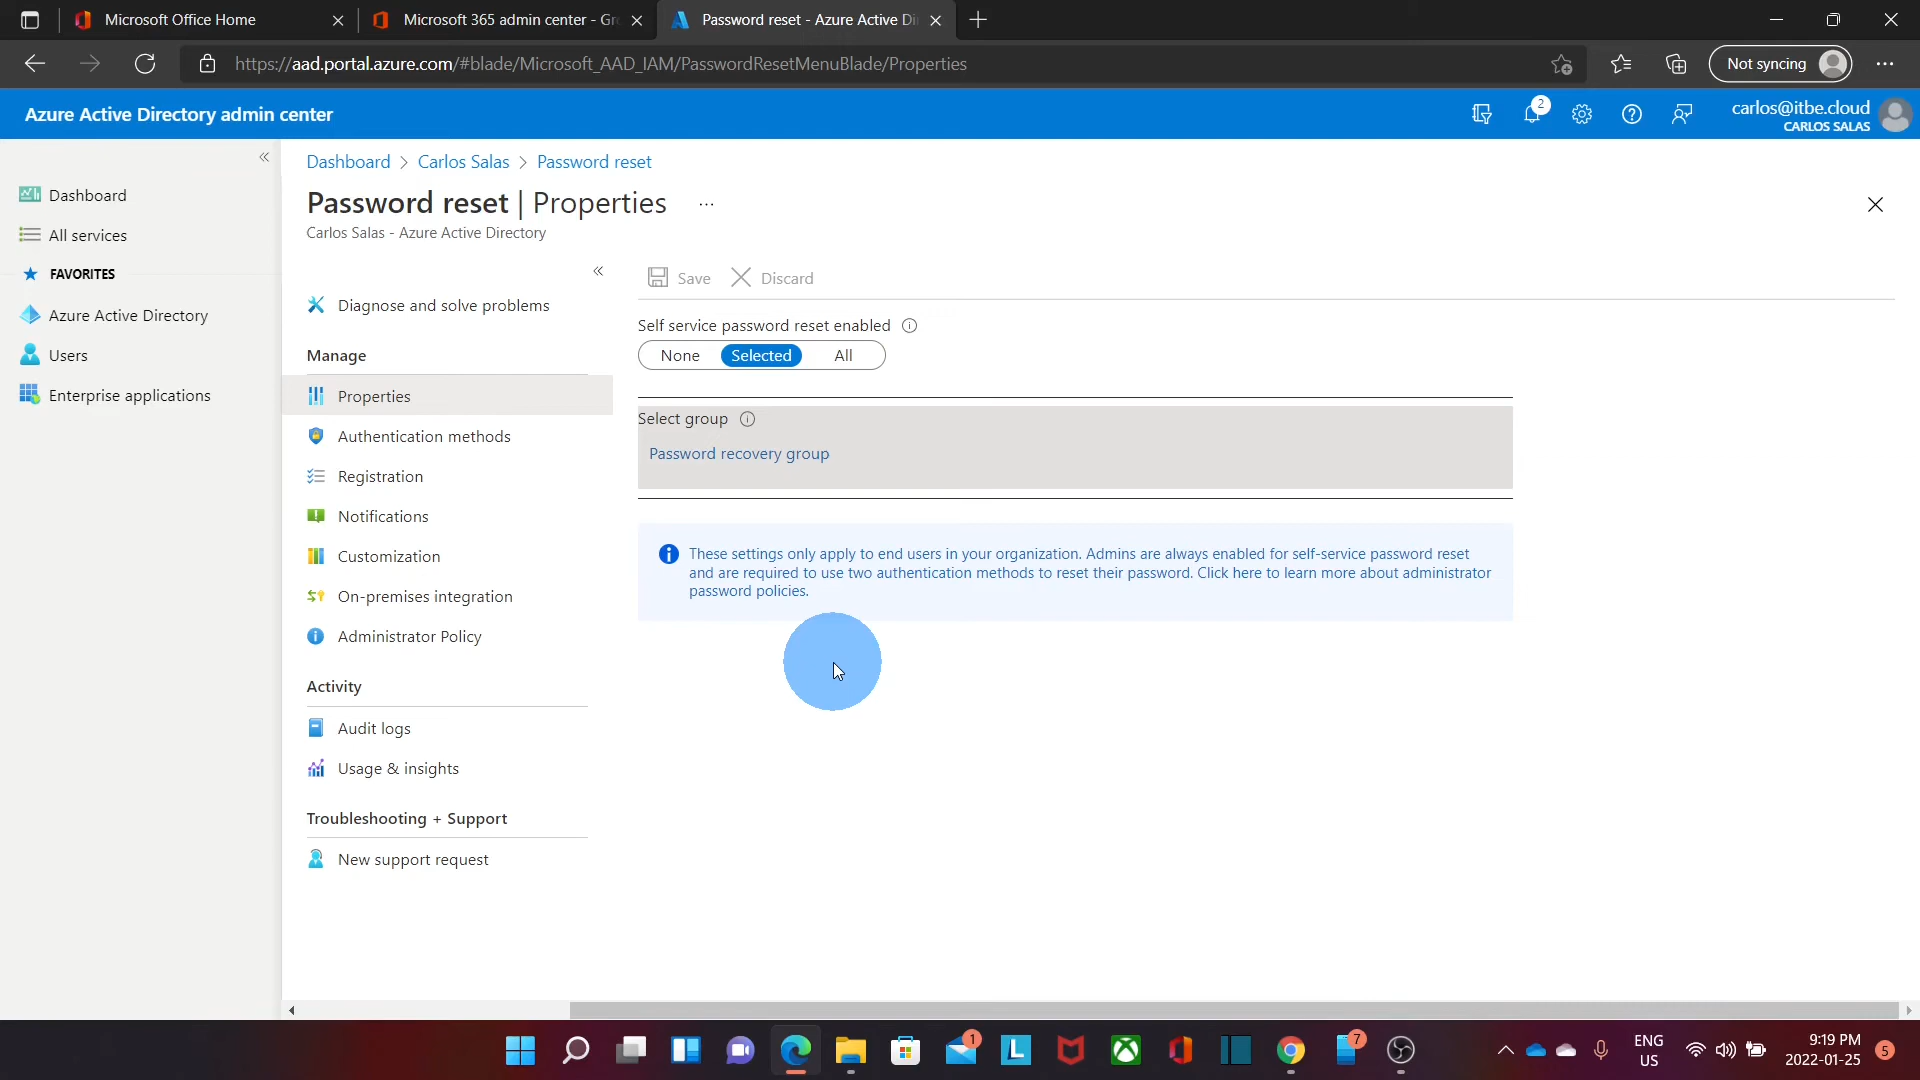 Microsoft Office Home
Microsoft 365 admin center - Gr
Password reset - Azure Active Di
https://aad.portal.azure.com/#blade/Microsoft_AAD_IAM/PasswordResetMenuBlade/Properties
Not syncing
Azure Active Directory admin center
2
carlos@itbe.cloud
CARLOS SALAS
Dashboard
All services
FAVORITES
Azure Active Directory
Users
Enterprise applications
Dashboard > Carlos Salas > Password reset
Password reset | Properties ...
Carlos Salas - Azure Active Directory
Diagnose and solve problems
Manage
Properties
Authentication methods
Registration
Notifications
Customization
On-premises integration
Administrator Policy
Activity
Audit logs
Usage & insights
Troubleshooting + Support
New support request
Save Discard
Self service password reset enabled
None Selected All
Select group
Password recovery group
These settings only apply to end users in your organization. Admins are always enabled for self-service password reset
and are required to use two authentication methods to reset their password. Click here to learn more about administrator
password policies.
1
L
7
ENG
US
9:19 PM
2022-01-25
5